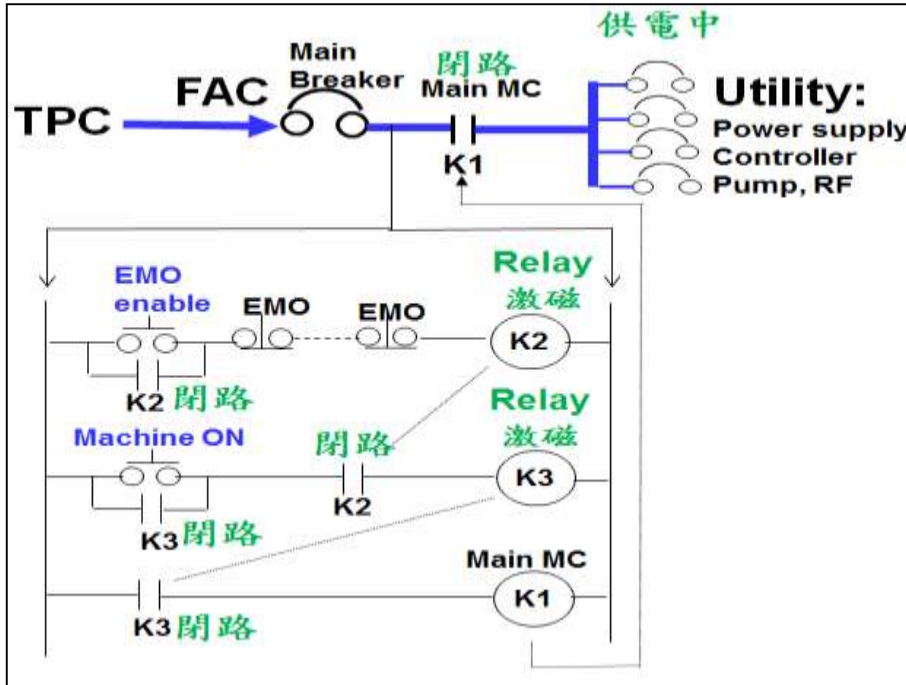 供電中
Main
Breaker
閉路
Main MC
FAC
TPC
K1
Utility:
Power supply
Controller
Pump, RF
EMO
enable
EMO
EMO
Relay
激磁
K2
K2 閉路
Machine ON
閉路
K2
Relay
激磁
K3
K3 閉路
Main MC
K1
K3 閉路